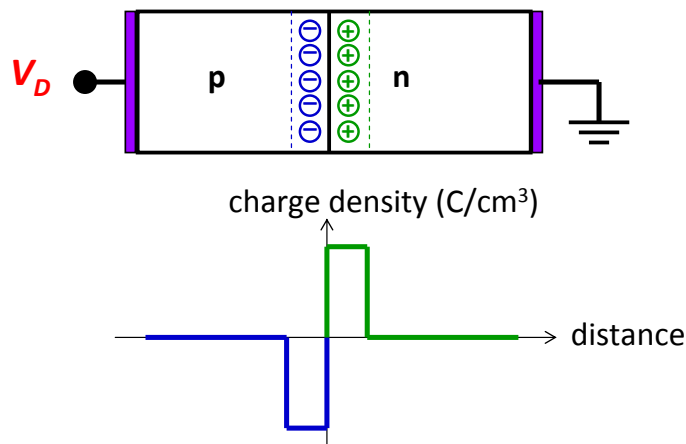 V_D
p
n
− +
− +
− +
− +
− +
charge density (C/cm³)
distance